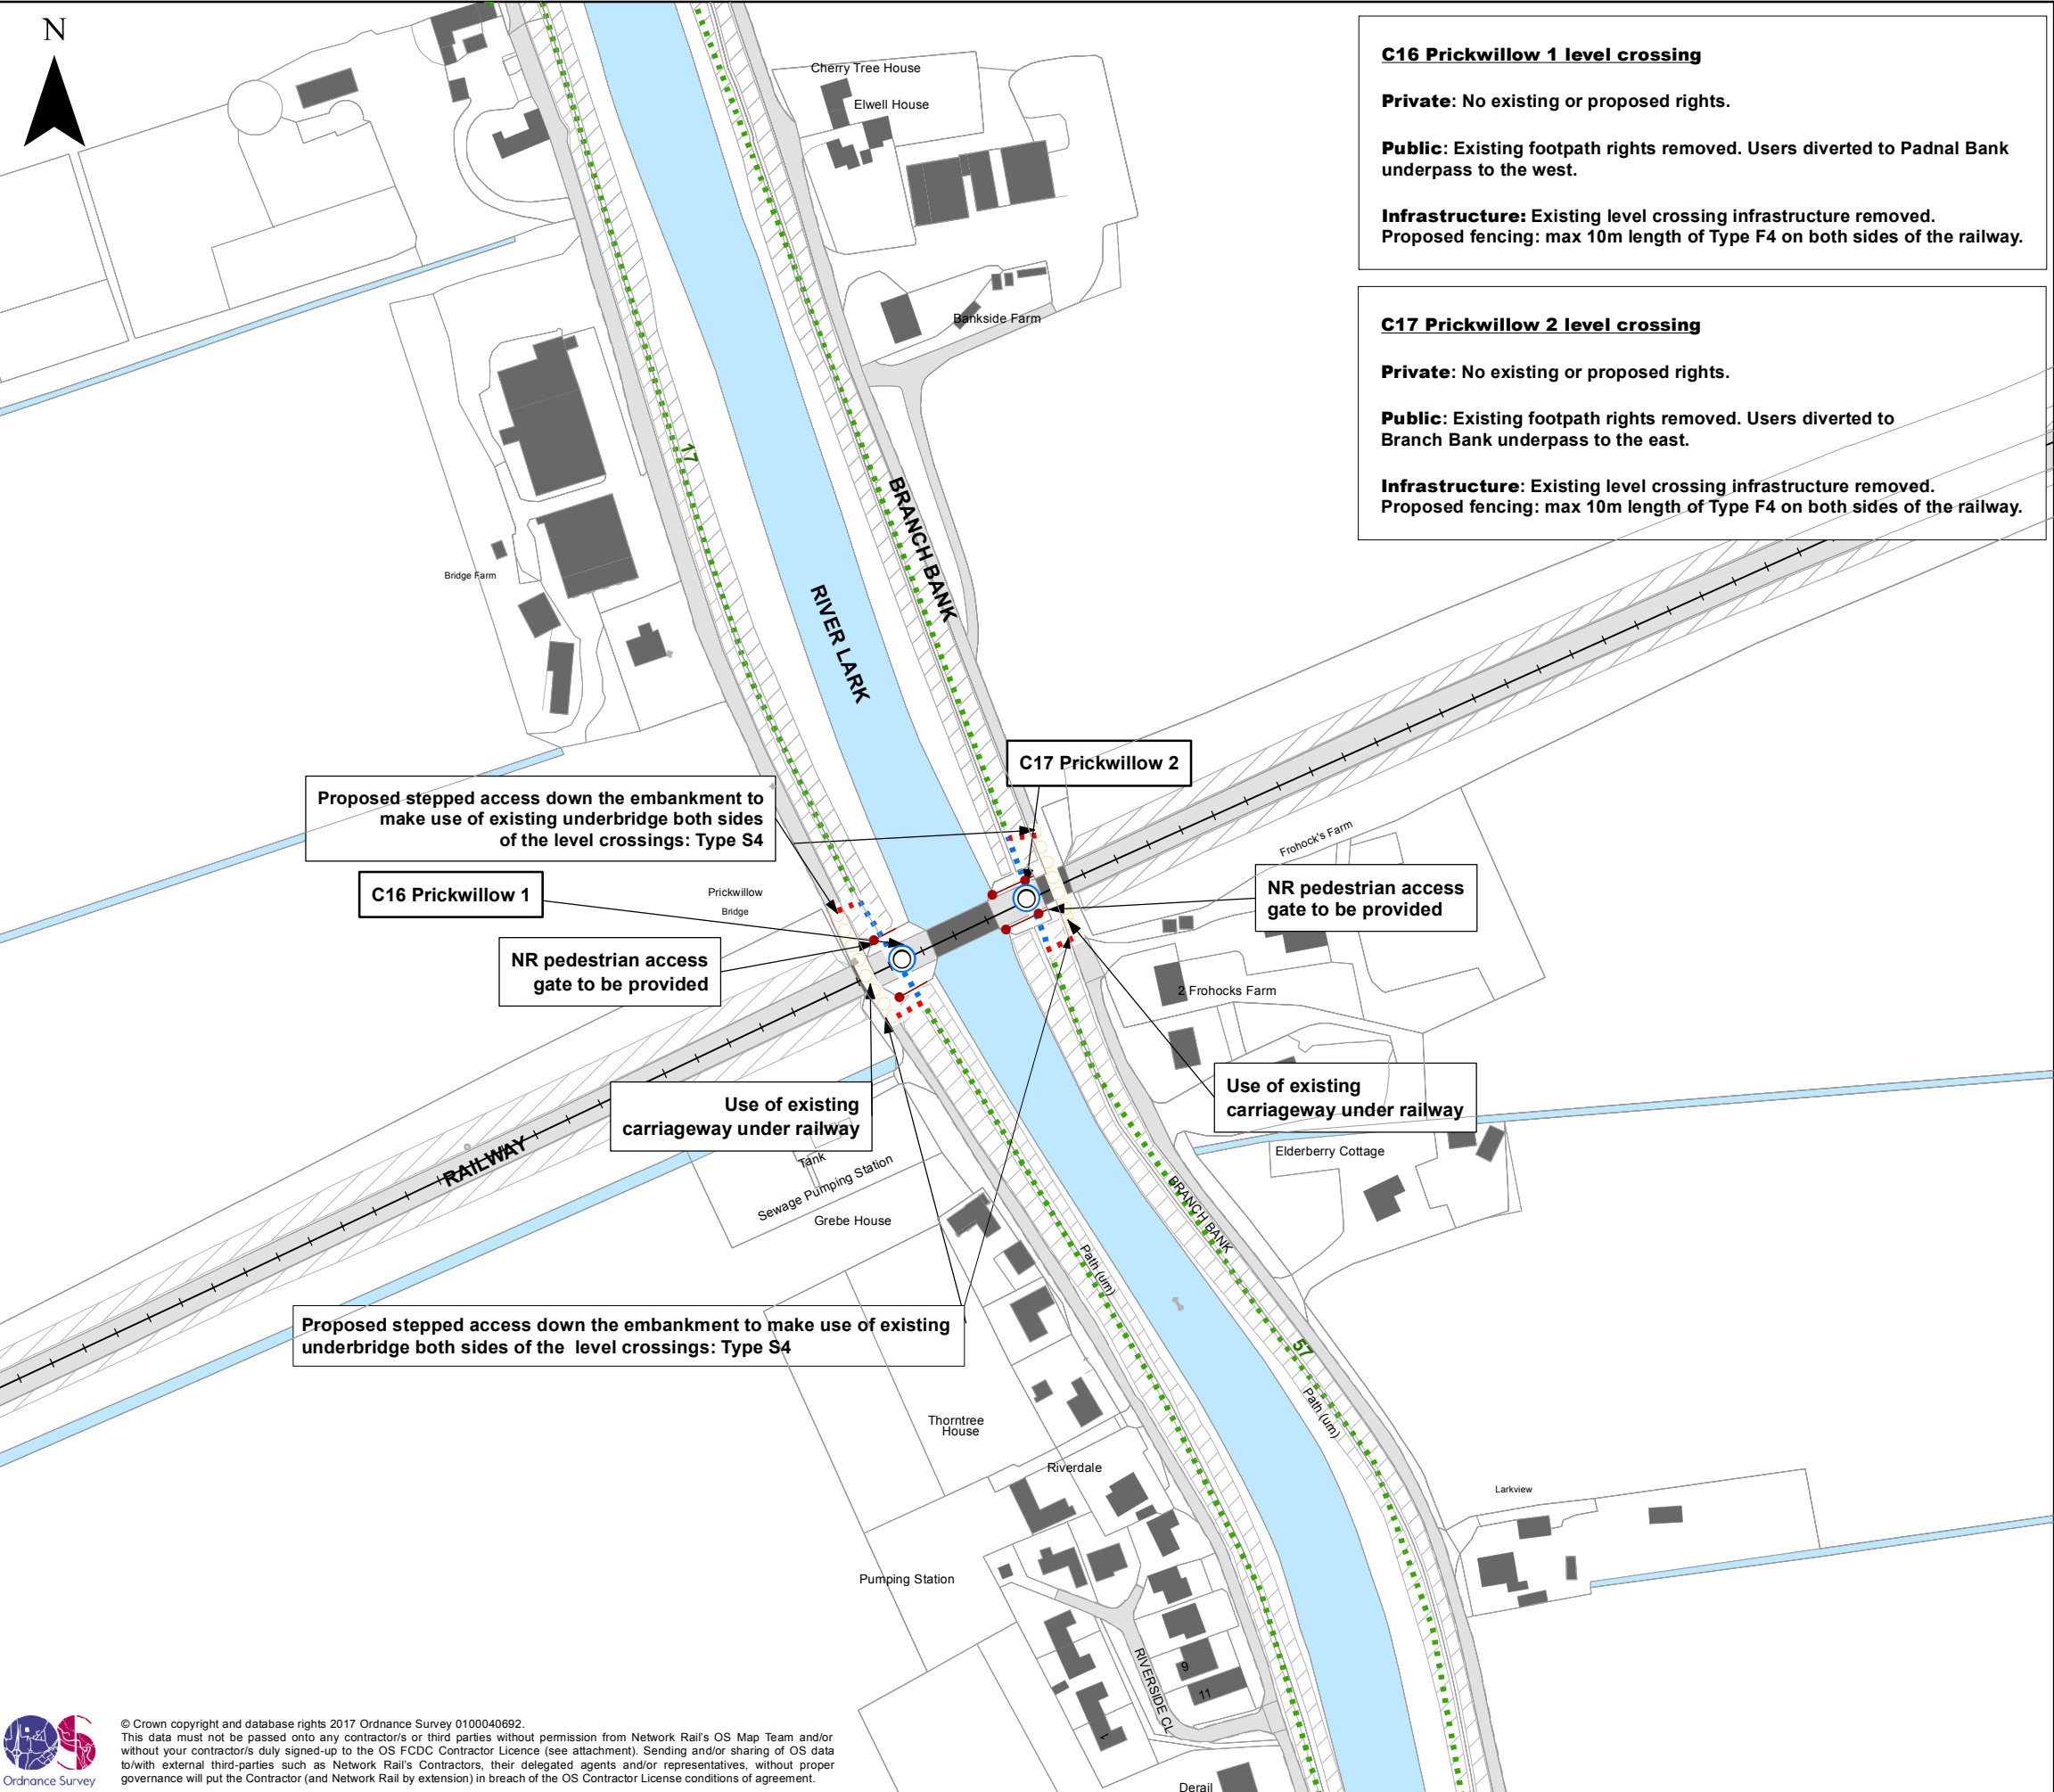 N
C16 Prickwillow 1 level crossing
Private: No existing or proposed rights.
Public: Existing footpath rights removed. Users diverted to Padnal Bank
underpass to the west.
Infrastructure: Existing level crossing infrastructure removed.
Proposed fencing: max 10m length of Type F4 on both sides of the railway.
C17 Prickwillow 2 level crossing
Private: No existing or proposed rights.
Public: Existing footpath rights removed. Users diverted to
Branch Bank underpass to the east.
Infrastructure: Existing level crossing infrastructure removed.
Proposed fencing: max 10m length of Type F4 on both sides of the railway.
Cherry Tree House
Elwell House
Bankside Farm
17
BRANCH BANK
RIVER LARK
Bridge Farm
C17 Prickwillow 2
Proposed stepped access down the embankment to
make use of existing underbridge both sides
of the level crossings: Type S4
Frohock's Farm
C16 Prickwillow 1
Prickwillow
Bridge
NR pedestrian access
gate to be provided
NR pedestrian access
gate to be provided
2 Frohocks Farm
Use of existing
carriageway under railway
Use of existing
carriageway under railway
RAILWAY
Tank
Sewage Pumping Station
Elderberry Cottage
BRANCH BANK
Grebe House
Path (um)
Proposed stepped access down the embankment to make use of existing
underbridge both sides of the level crossings: Type S4
57
Path (um)
Thorntree
House
Riverdale
Larkview
Pumping Station
RIVERSIDE CL
9
11
1
Derail
Ordnance Survey
© Crown copyright and database rights 2017 Ordnance Survey 0100040692.
This data must not be passed onto any contractor/s or third parties without permission from Network Rail's OS Map Team and/or
without your contractor/s duly signed-up to the OS FCDC Contractor Licence (see attachment). Sending and/or sharing of OS data
to/with external third-parties such as Network Rail's Contractors, their delegated agents and/or representatives, without proper
governance will put the Contractor (and Network Rail by extension) in breach of the OS Contractor License conditions of agreement.